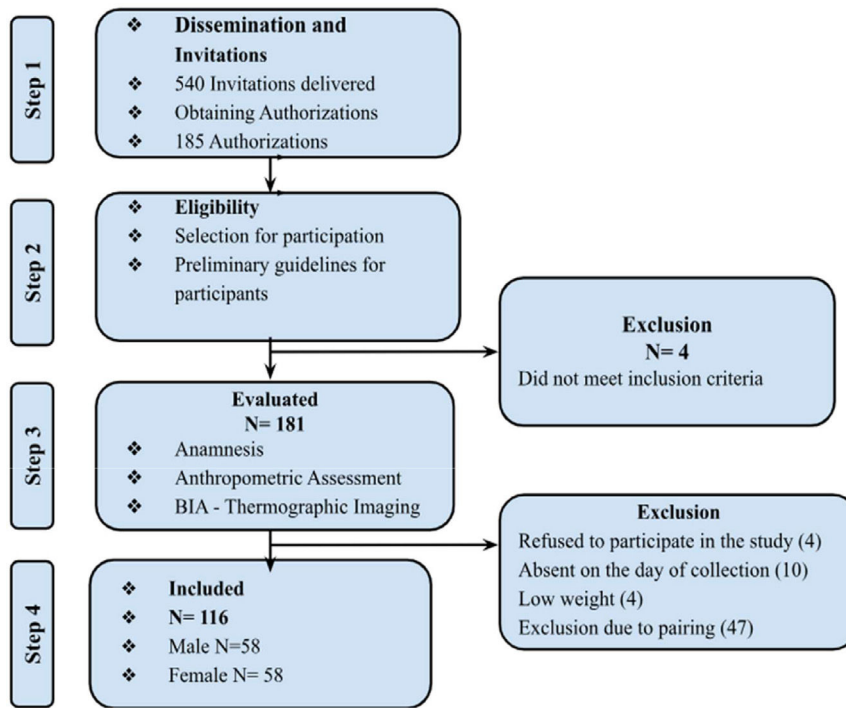 Step 1
❖ Dissemination and
Invitations
❖ 540 Invitations delivered
❖ Obtaining Authorizations
❖ 185 Authorizations
Step 2
❖ Eligibility
❖ Selection for participation
❖ Preliminary guidelines for
participants
Exclusion
N= 4
Did not meet inclusion criteria
Step 3
Evaluated
N= 181
❖ Anamnesis
❖ Anthropometric Assessment
❖ BIA - Thermographic Imaging
Exclusion
Refused to participate in the study (4)
Absent on the day of collection (10)
Low weight (4)
Exclusion due to pairing (47)
Step 4
❖ Included
❖ N= 116
❖ Male N=58
❖ Female N= 58